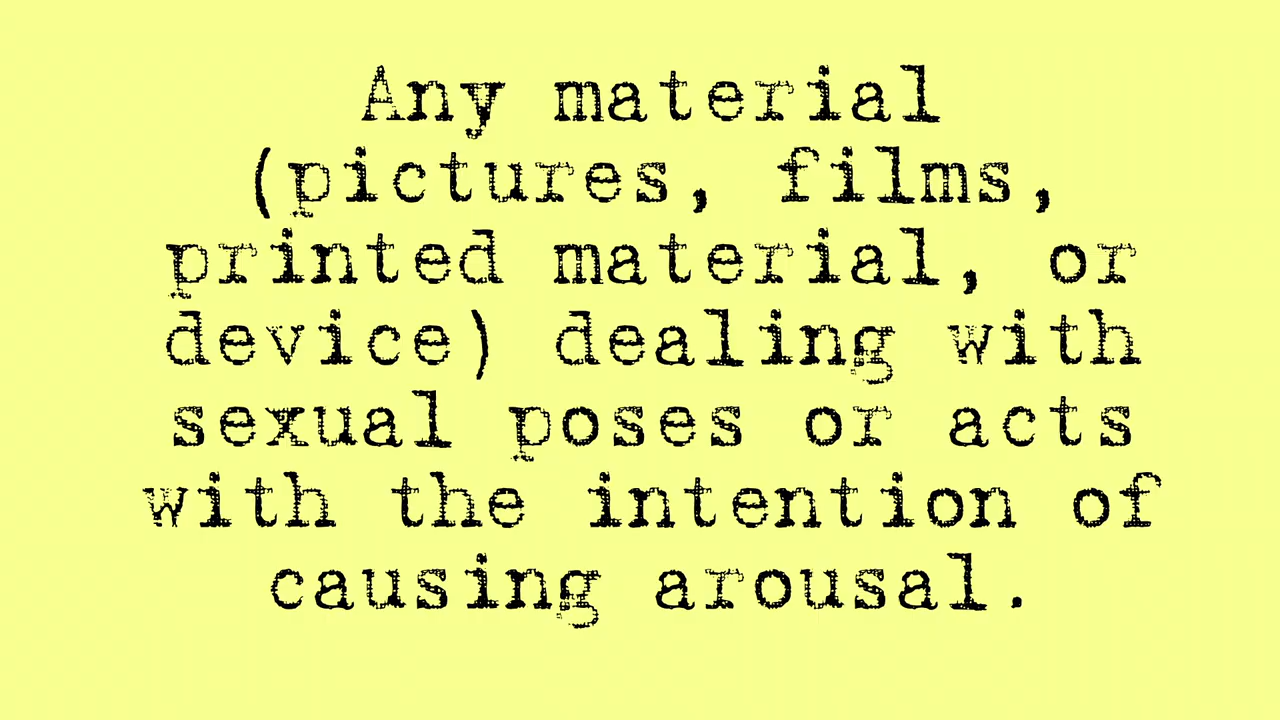 Any material
(pictures, films,
printed material, or
device) dealing with
sexual poses or acts
with the intention of
causing arousal.